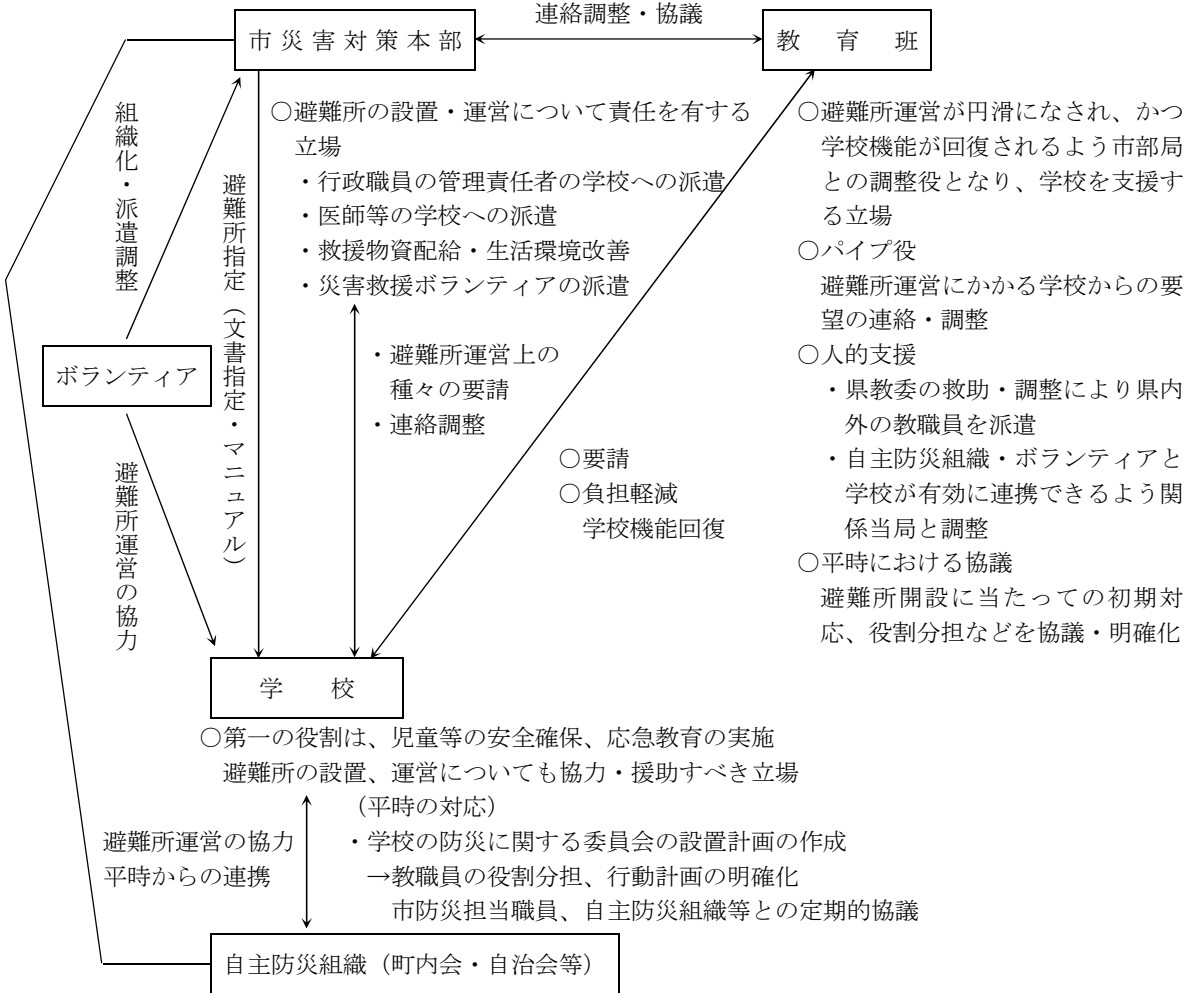 連絡調整・協議
市災害対策本部
教育班
組織化・派遣調整
避難所指定（文書指定・マニュアル）
○避難所の設置・運営について責任を有する
立場
・行政職員の管理責任者の学校への派遣
・医師等の学校への派遣
・救援物資配給・生活環境改善
・災害救援ボランティアの派遣
○避難所運営が円滑になされ、かつ
学校機能が回復されるよう市部局
との調整役となり、学校を支援す
る立場
○パイプ役
避難所運営にかかる学校からの要
望の連絡・調整
○人的支援
・県教委の救助・調整により県内
外の教職員を派遣
・自主防災組織・ボランティアと
学校が有効に連携できるよう関
係当局と調整
○平時における協議
避難所開設に当たっての初期対
応、役割分担などを協議・明確化
ボランティア
・避難所運営上の
種々の要請
・連絡調整
○要請
○負担軽減
学校機能回復
避難所運営の協力
学校
○第一の役割は、児童等の安全確保、応急教育の実施
避難所の設置、運営についても協力・援助すべき立場
（平時の対応）
・学校の防災に関する委員会の設置計画の作成
→教職員の役割分担、行動計画の明確化
市防災担当職員、自主防災組織等との定期的協議
避難所運営の協力
平時からの連携
自主防災組織（町内会・自治会等）